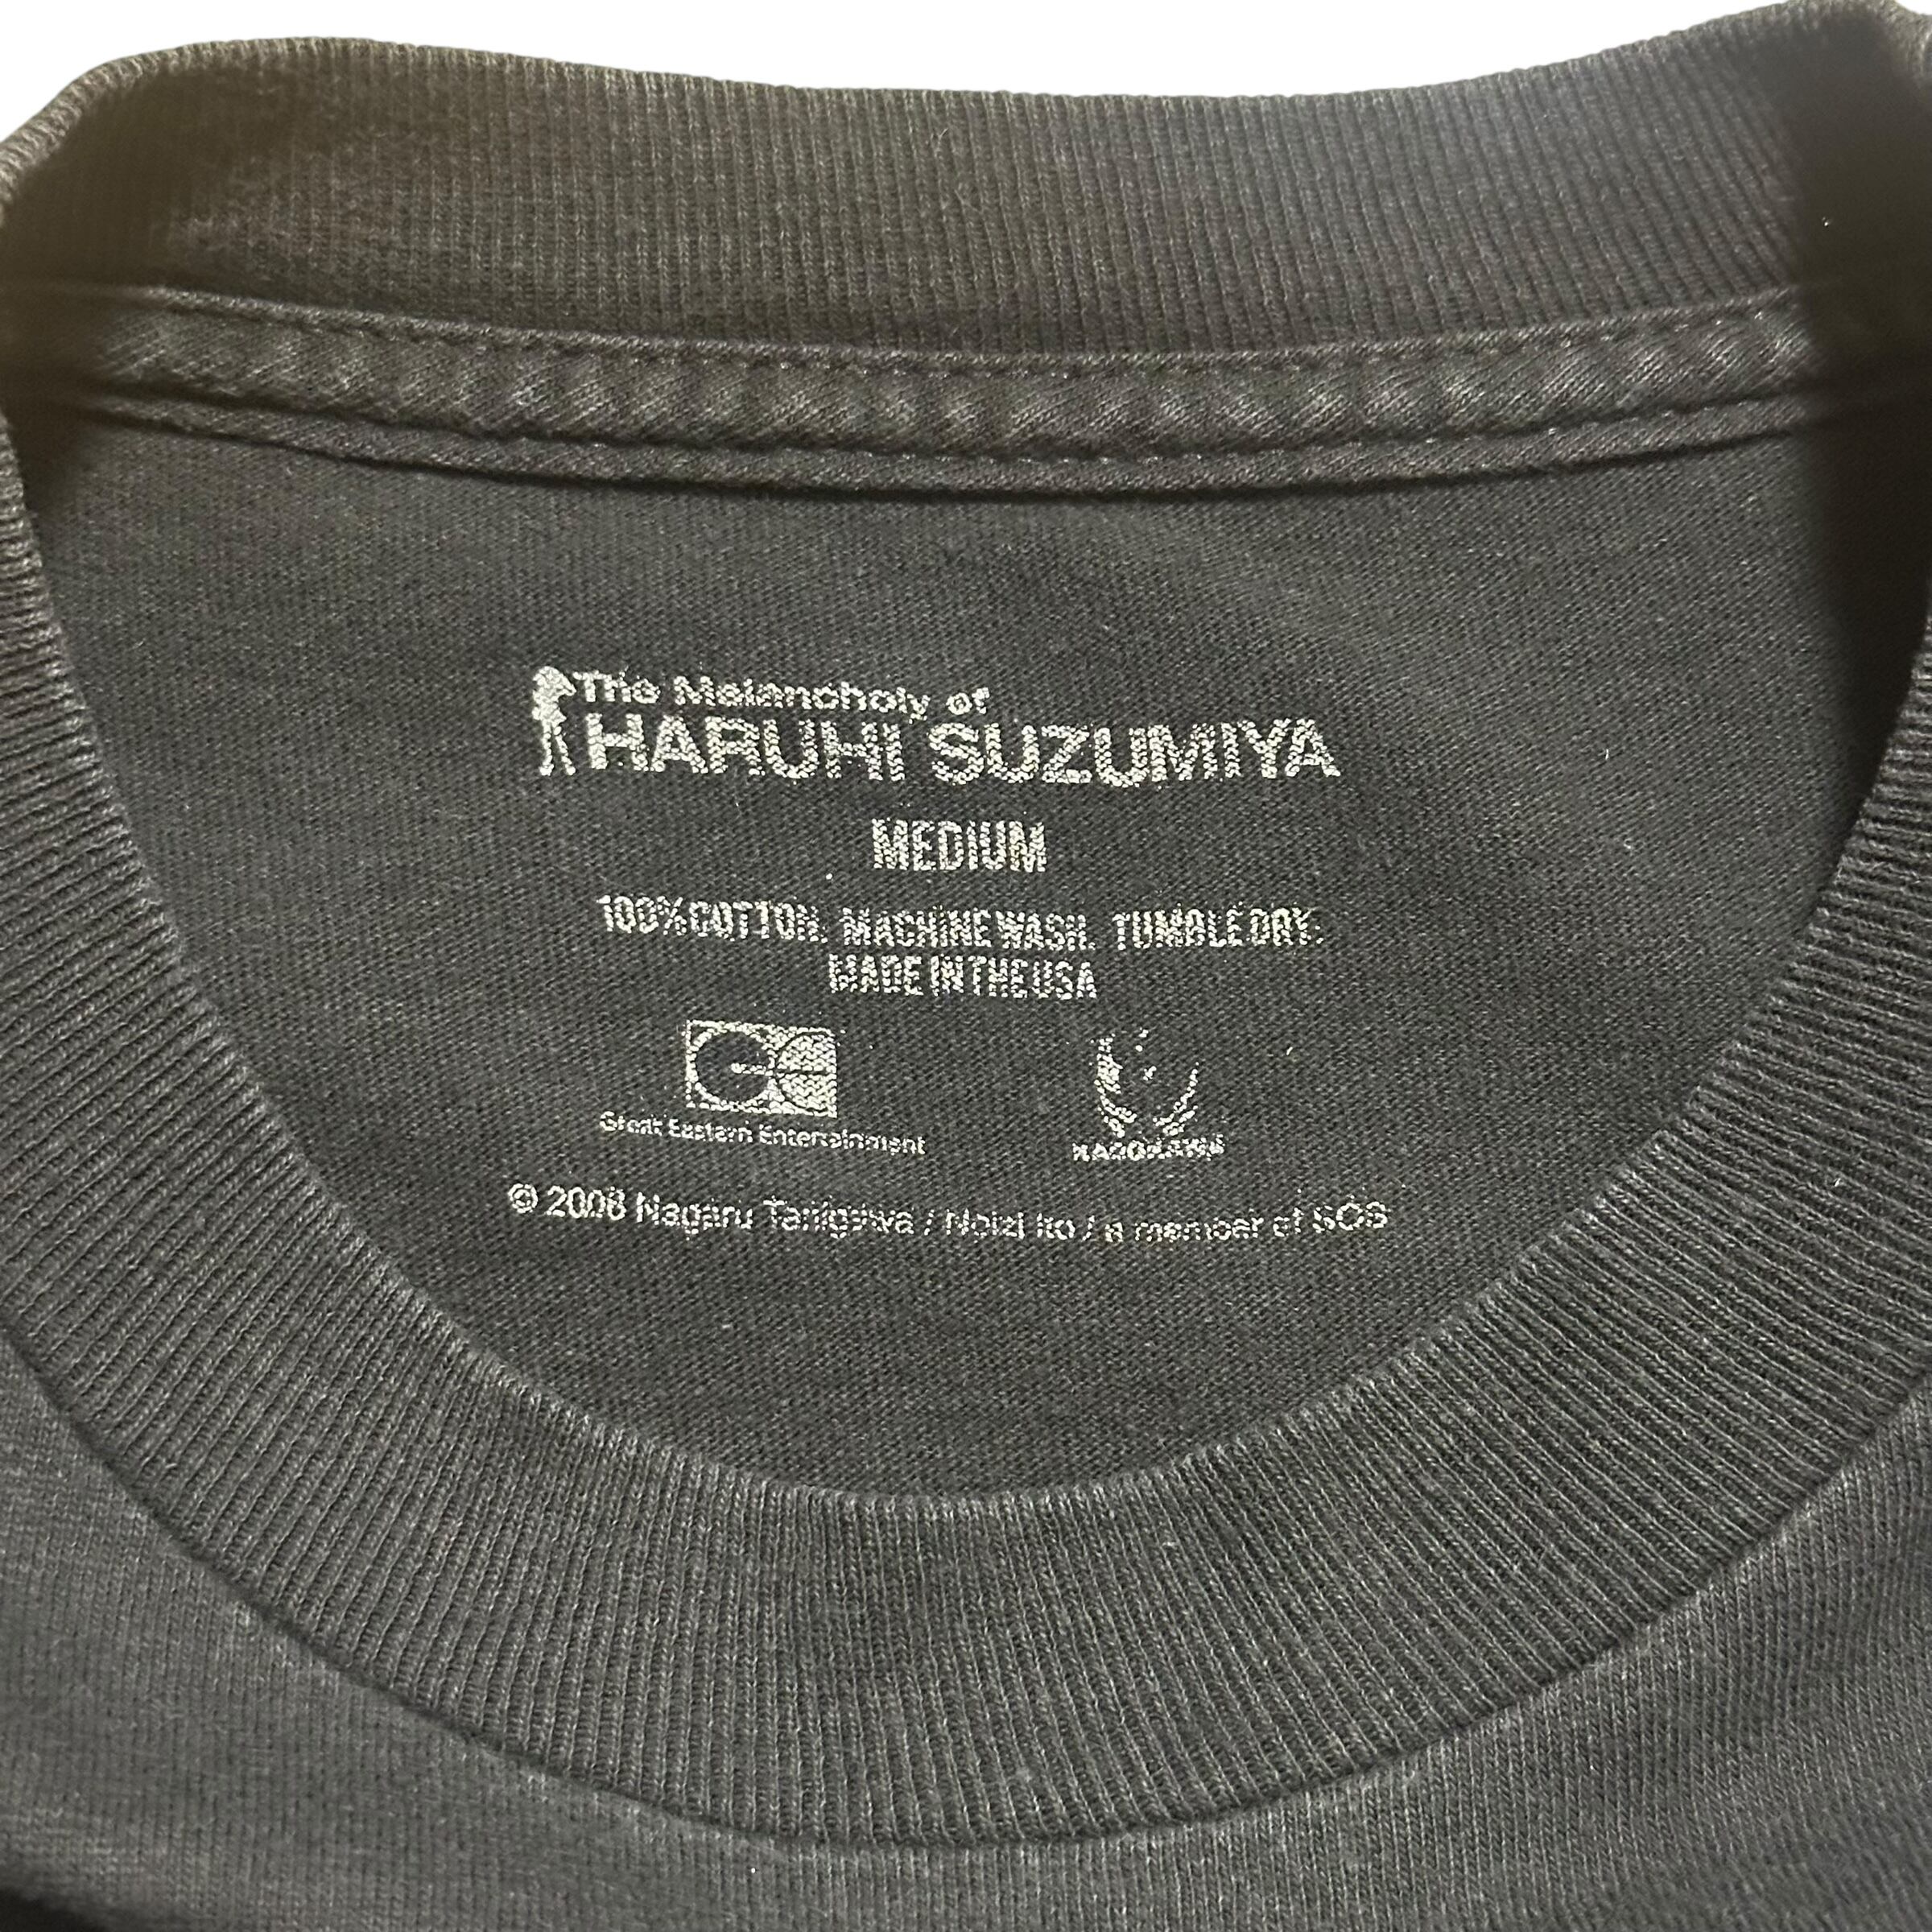 The Melancholy of
HARUHI SUZUMIYA
MEDIUM
100% COTTON. MACHINE WASH. TUMBLE DRY.
MADE IN THE USA
Great Eastern Entertainment
KADOKAWA
© 2006 Nagaru Tanigawa / Noizi Ito / a member of SOS